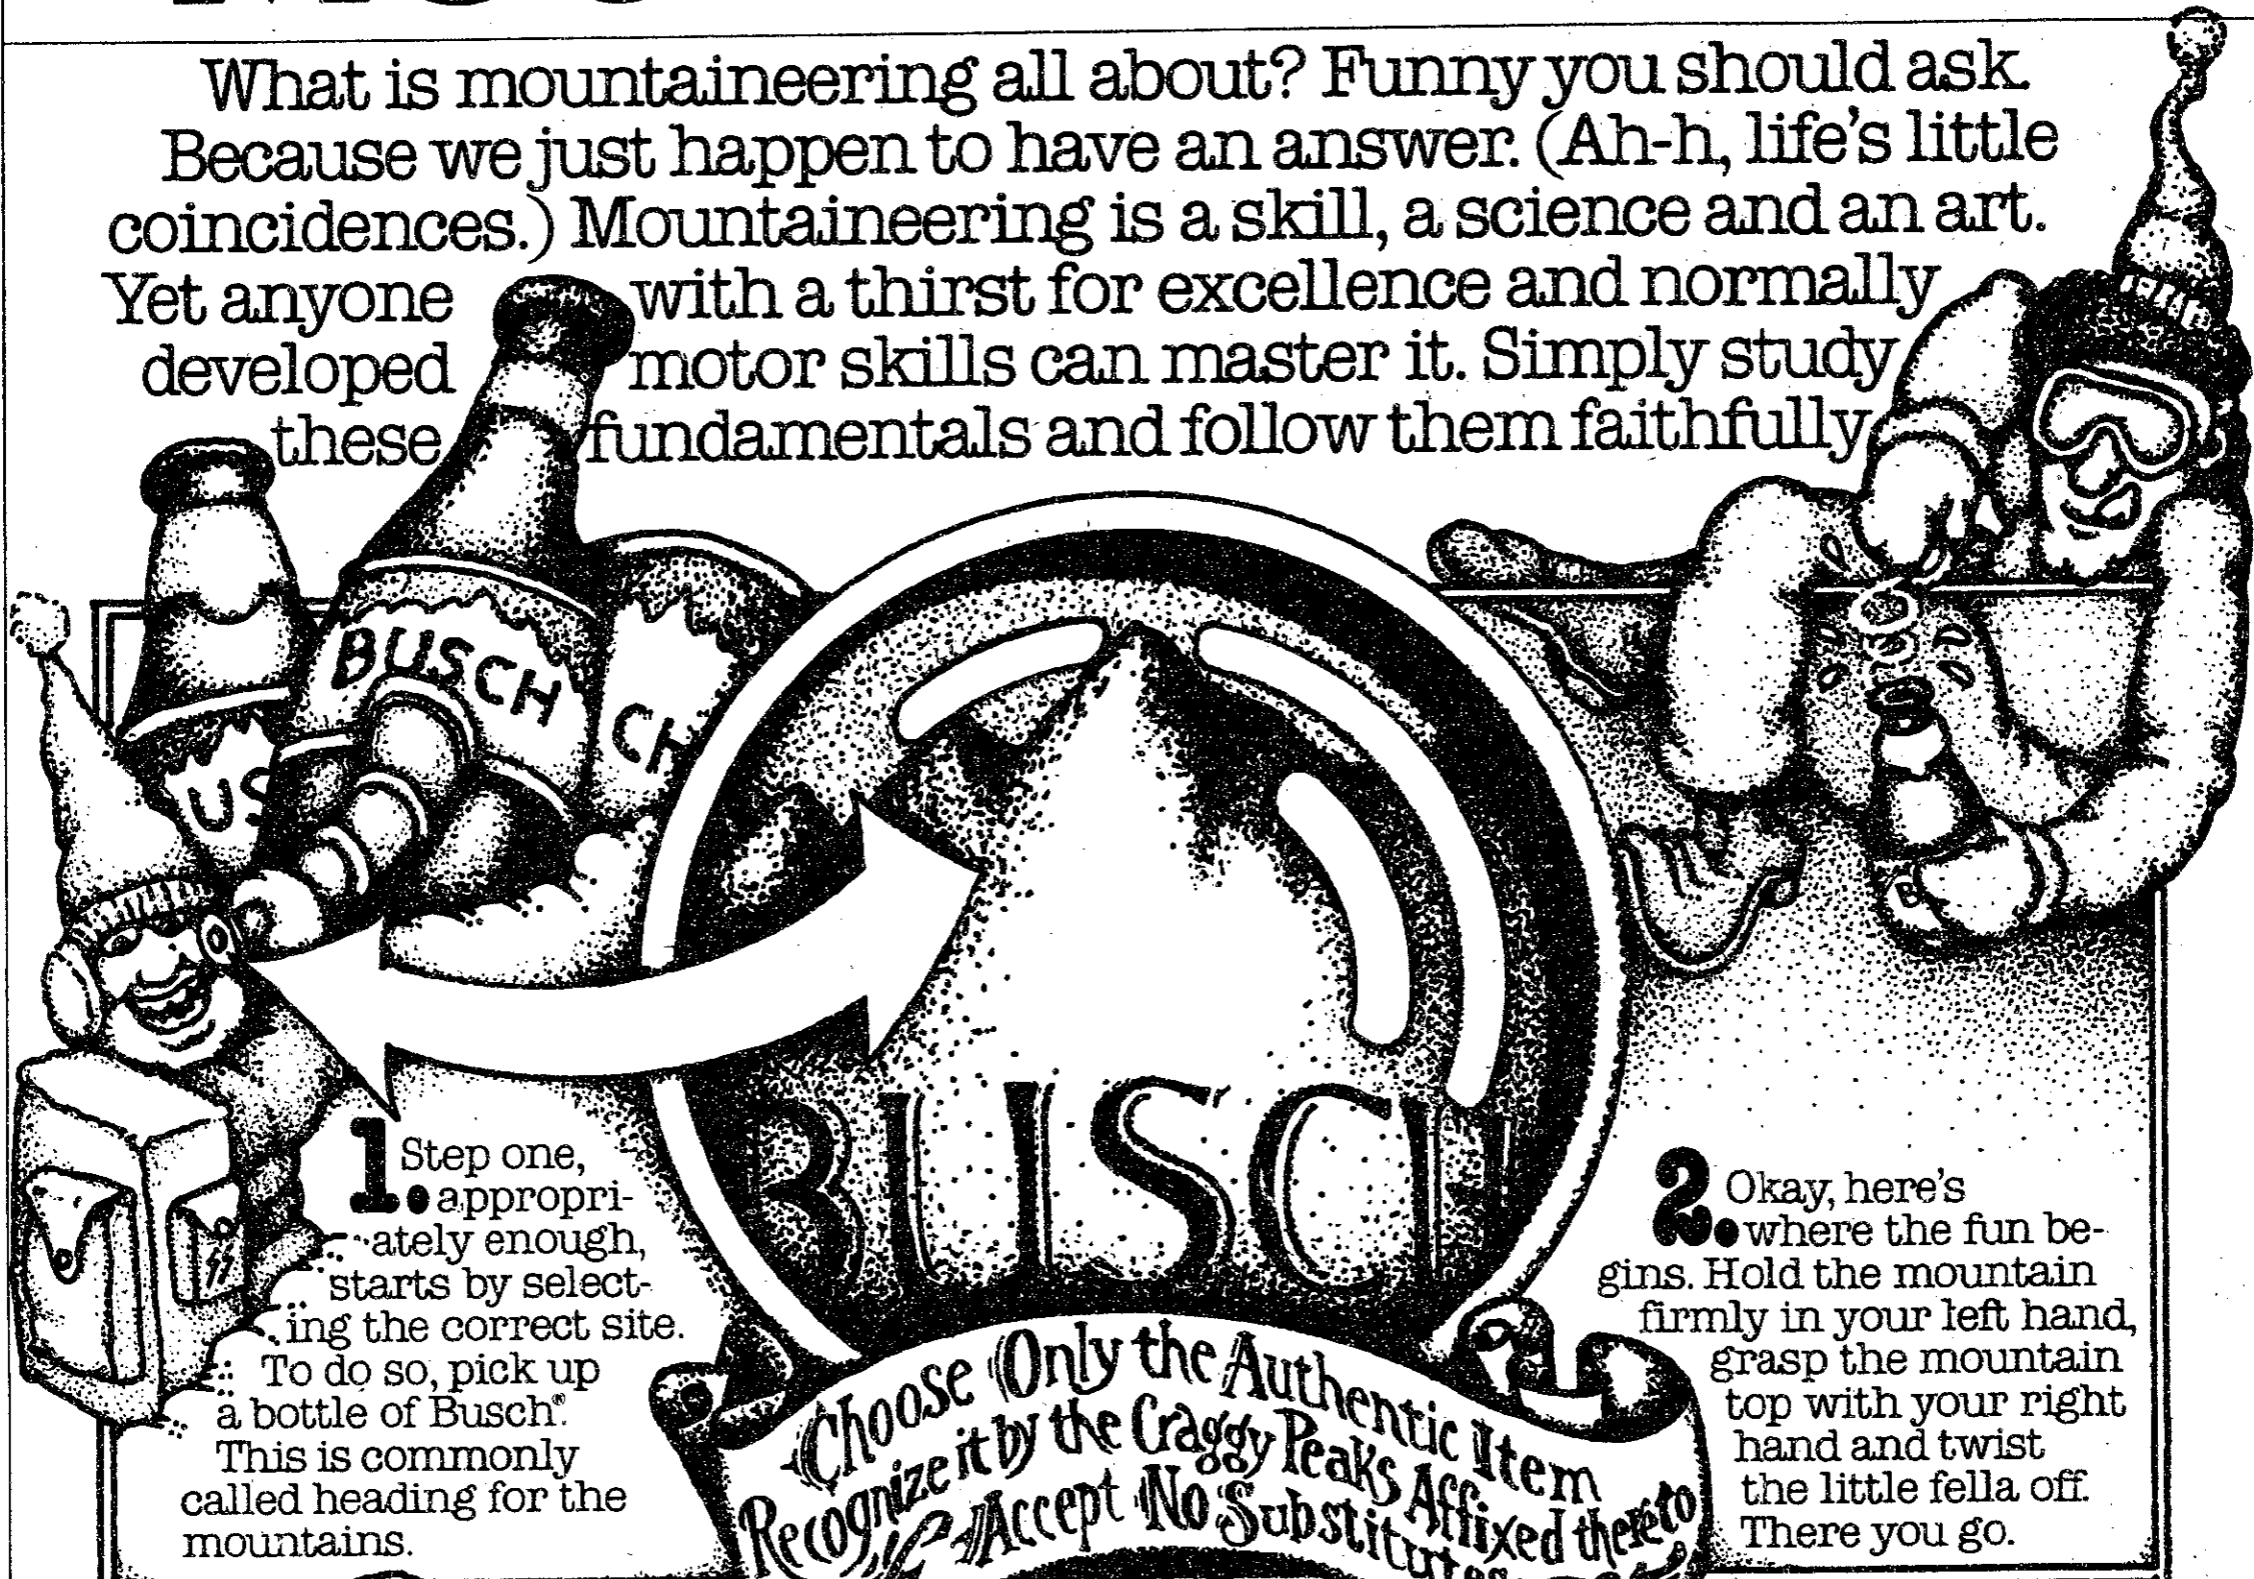 What is mountaineering all about? Funny you should ask.
Because we just happen to have an answer. (Ah-h, life's little
coincidences.) Mountaineering is a skill, a science and an art.
Yet anyone with a thirst for excellence and normally
developed motor skills can master it. Simply study
these fundamentals and follow them faithfully
BUSCH
US
CH
BUSCH
1. Step one,
appropri-
ately enough,
starts by select-
ing the correct site.
To do so, pick up
a bottle of Busch®.
This is commonly
called heading for the
mountains.
2. Okay, here's
where the fun be-
gins. Hold the mountain
firmly in your left hand,
grasp the mountain
top with your right
hand and twist
the little fella off.
There you go.
Choose Only the Authentic Item
Recognize it by the Craggy Peaks Affixed thereto
Accept No Substitutes